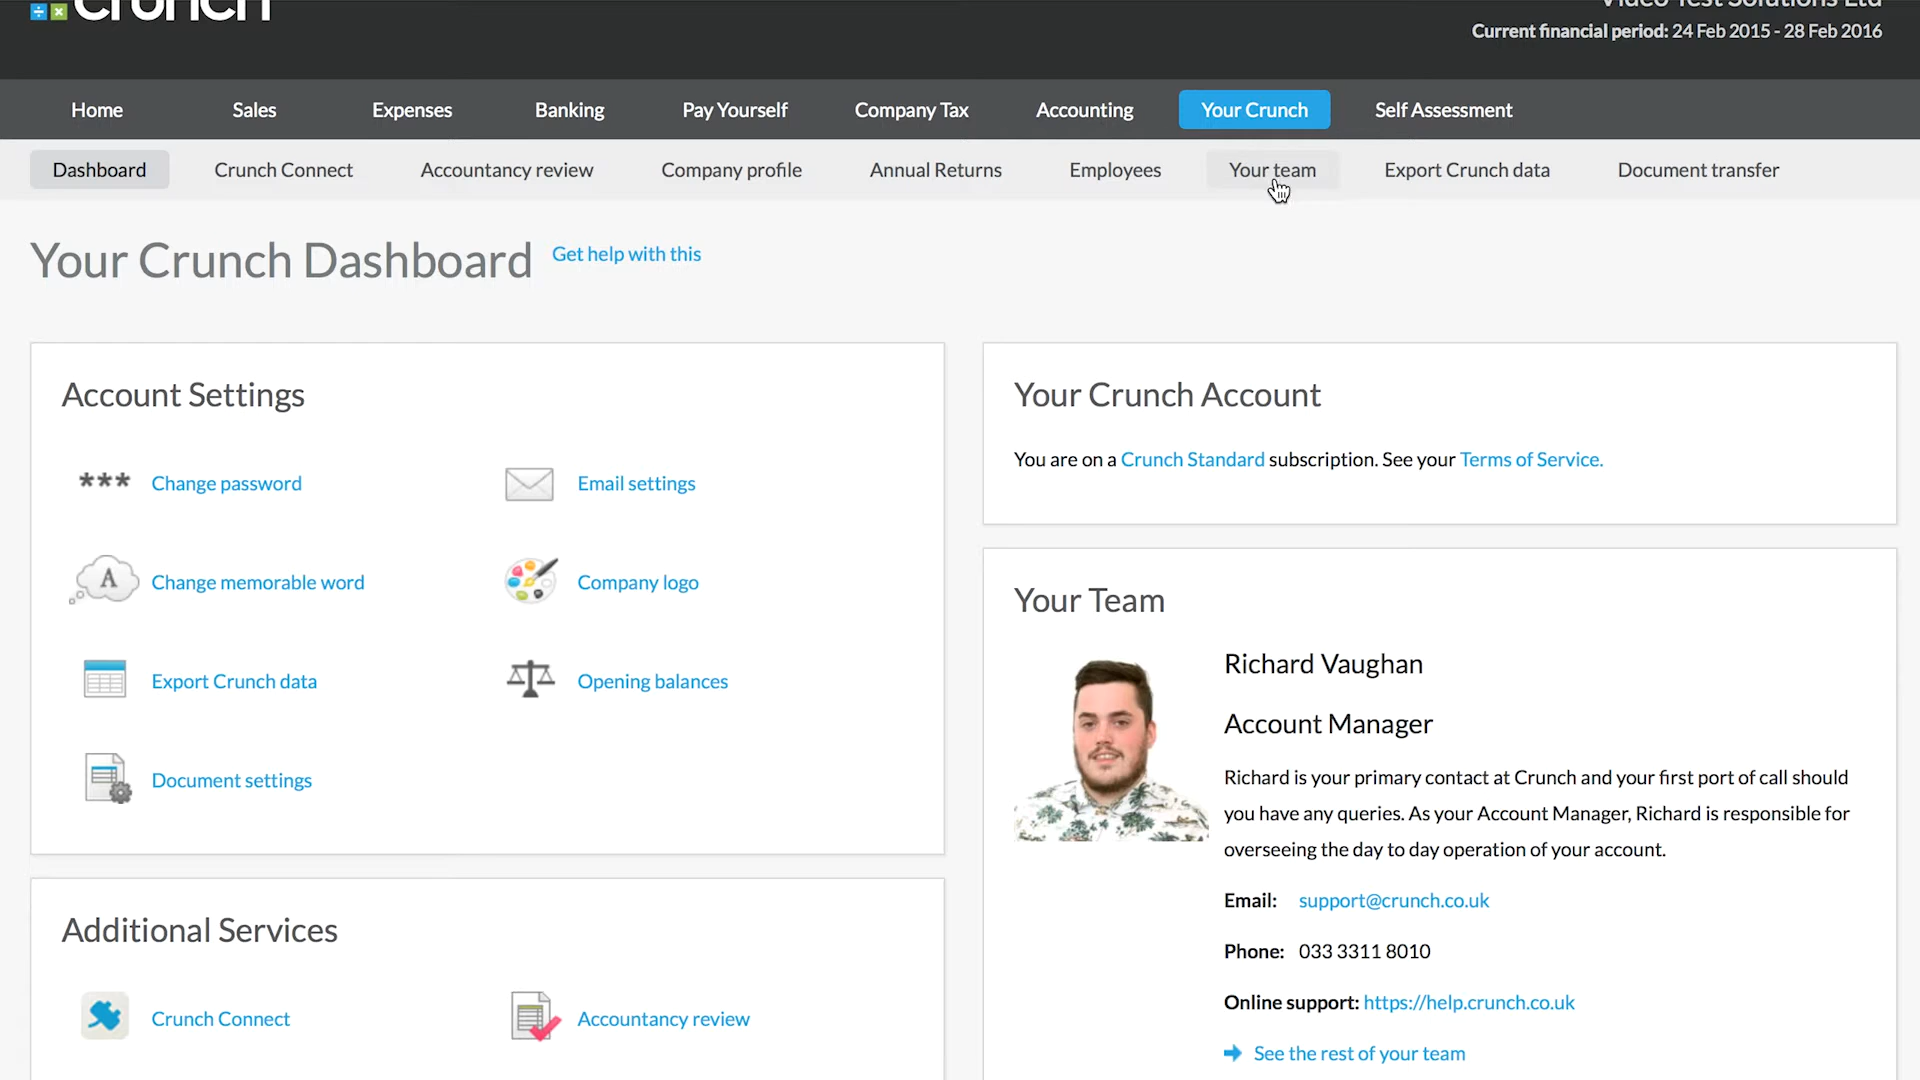 crunch
Video Test Solutions Ltd
Current financial period: 24 Feb 2015 - 28 Feb 2016
Home Sales Expenses Banking Pay Yourself Company Tax Accounting Your Crunch Self Assessment
Dashboard Crunch Connect Accountancy review Company profile Annual Returns Employees Your team Export Crunch data Document transfer
Your Crunch Dashboard Get help with this
Account Settings
*** Change password Email settings
A Change memorable word Company logo
Export Crunch data Opening balances
Document settings
Additional Services
Crunch Connect Accountancy review
Your Crunch Account
You are on a Crunch Standard subscription. See your Terms of Service.
Your Team
Richard Vaughan
Account Manager
Richard is your primary contact at Crunch and your first port of call should
you have any queries. As your Account Manager, Richard is responsible for
overseeing the day to day operation of your account.
Email: support@crunch.co.uk
Phone: 033 3311 8010
Online support: https://help.crunch.co.uk
See the rest of your team